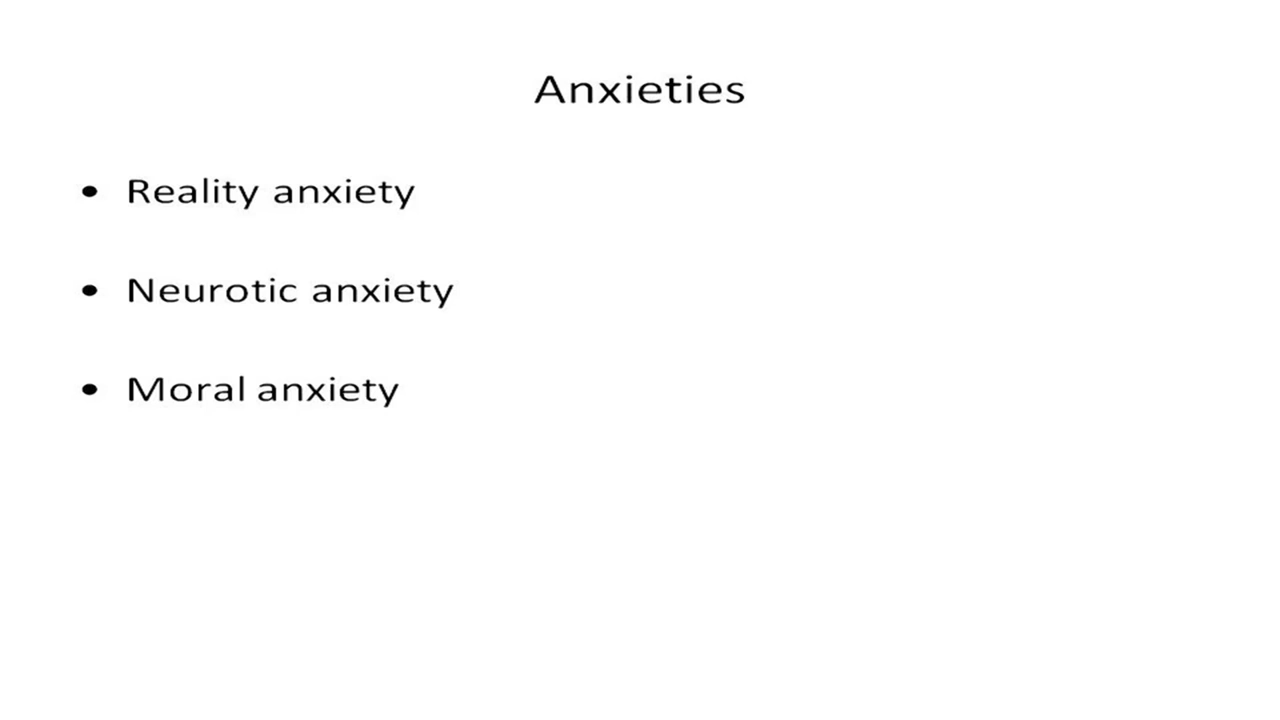 Anxieties
• Reality anxiety
• Neurotic anxiety
• Moral anxiety